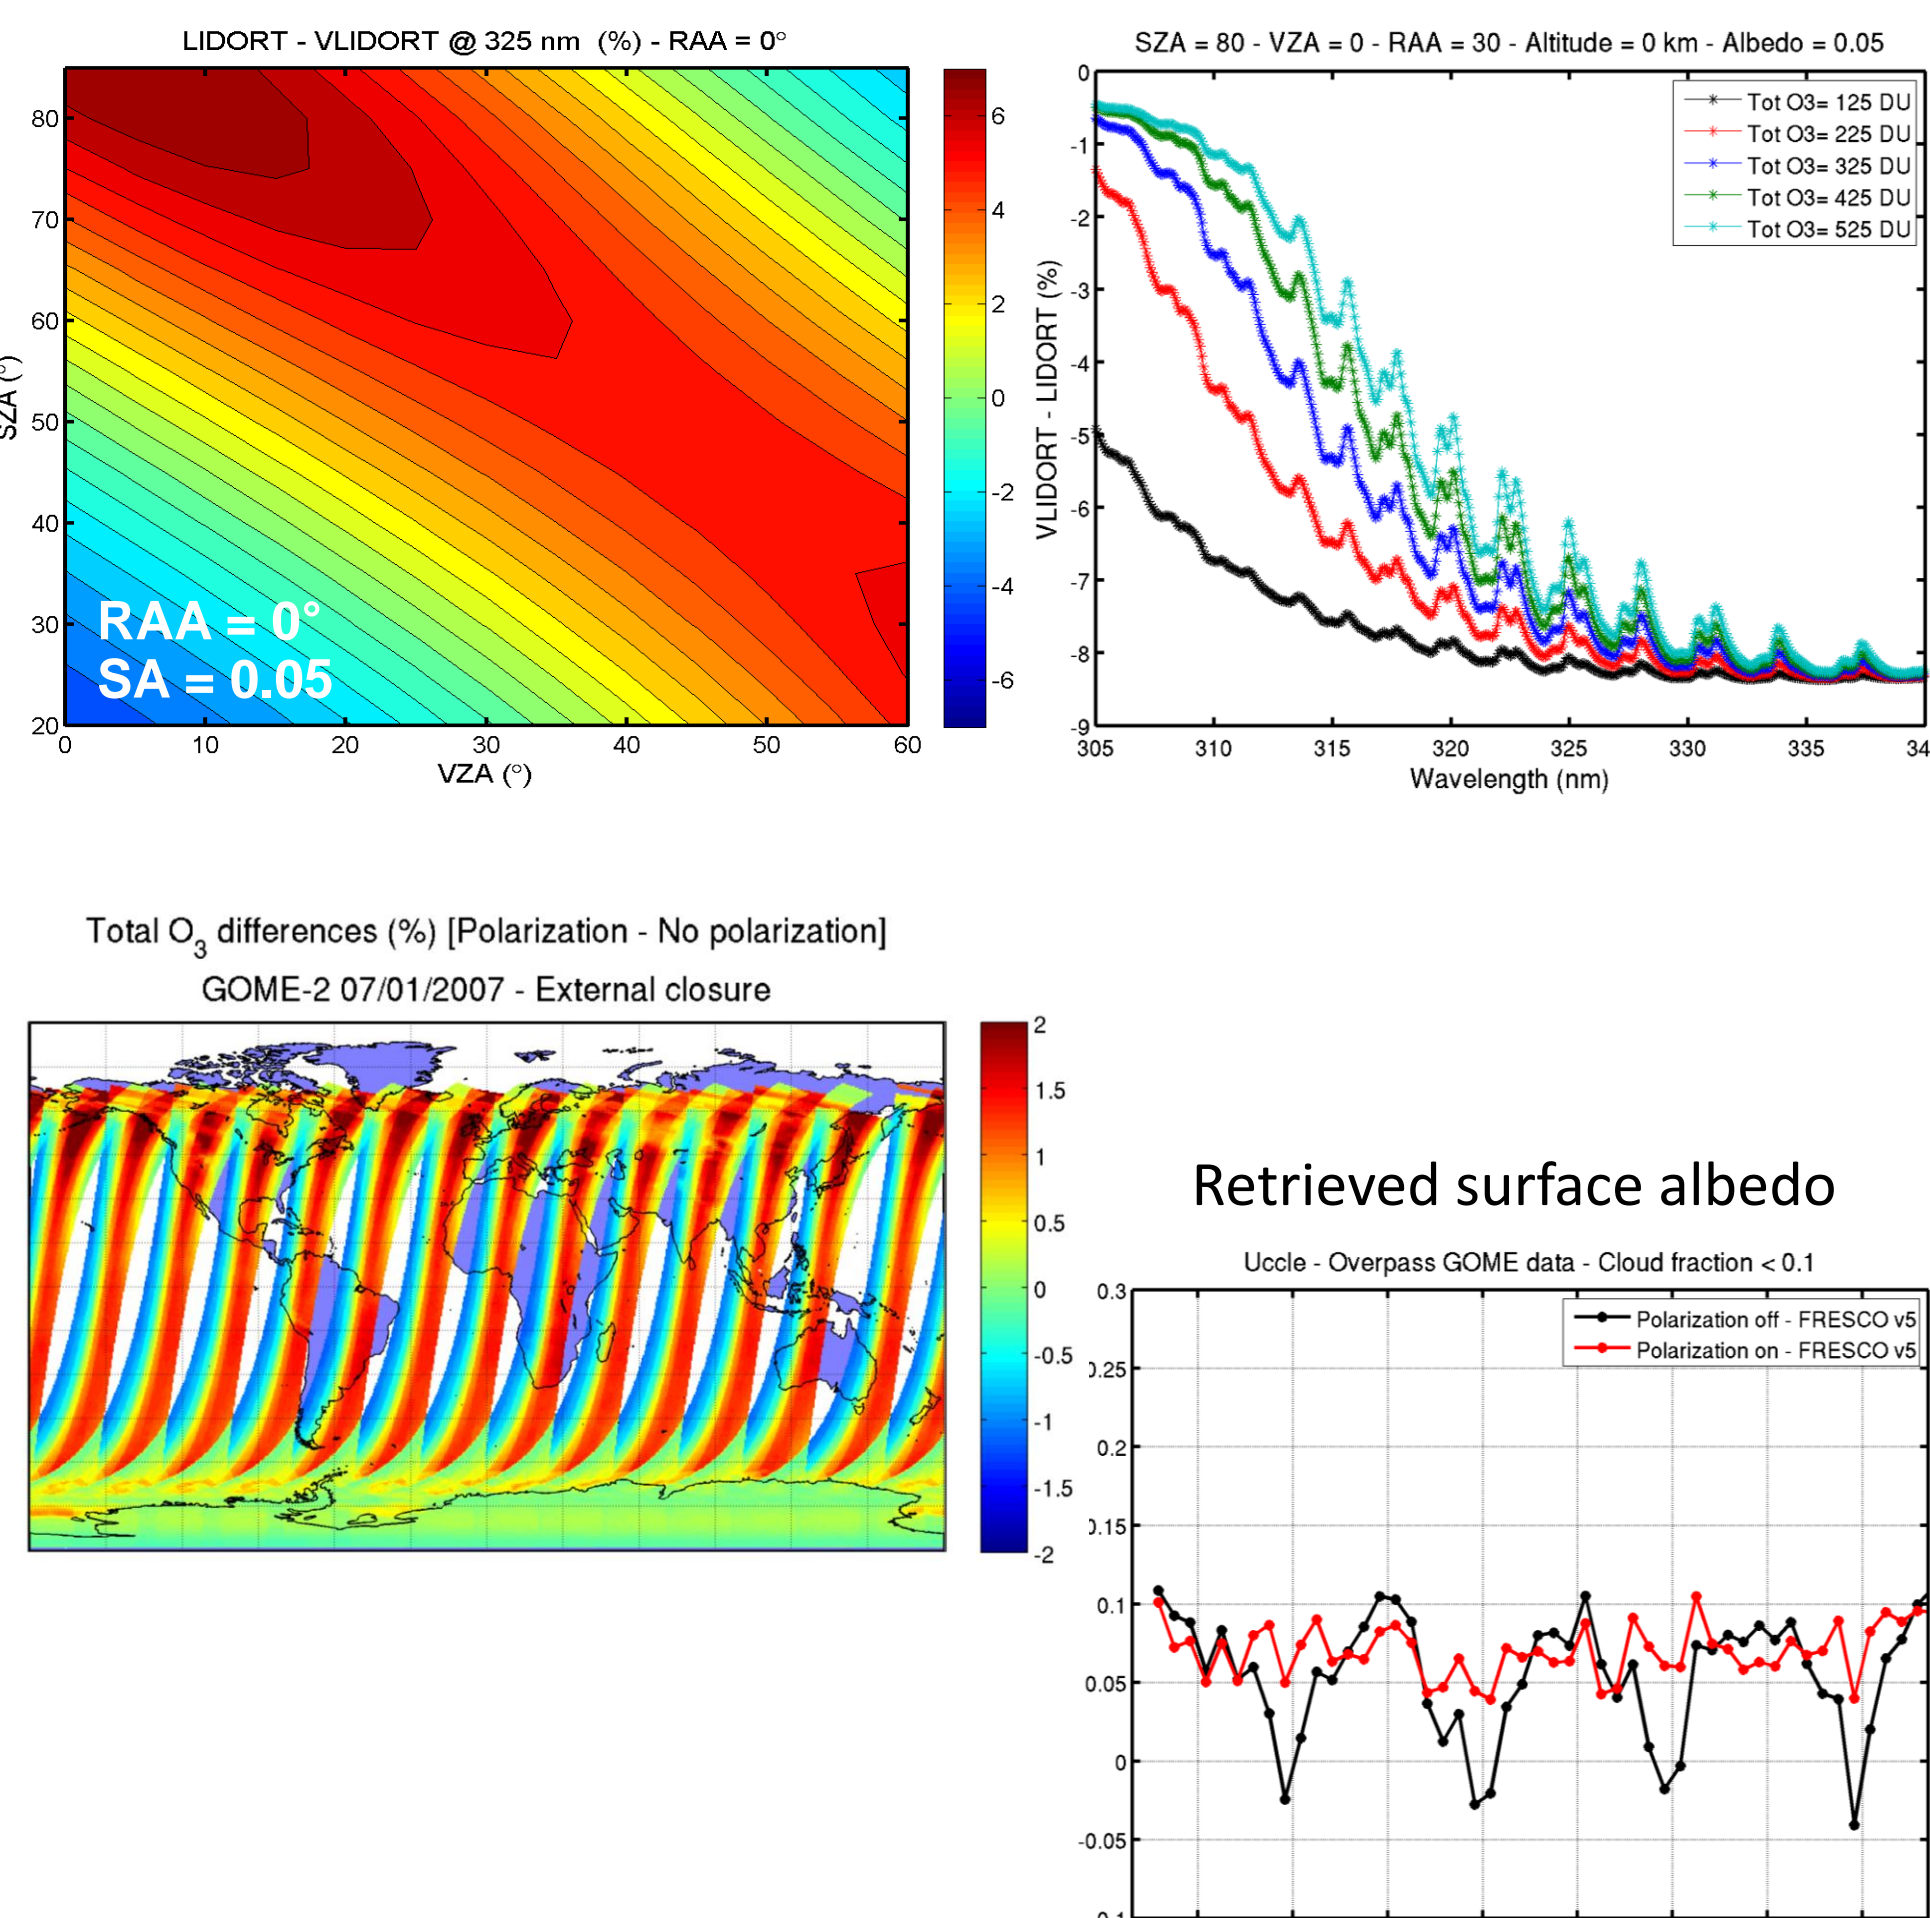 LIDORT - VLIDORT @ 325 nm (%) - RAA = 0°
80
70
60
50
40
30
20
SZA (°)
0 10 20 30 40 50 60
VZA (°)
RAA = 0°
SA = 0.05
6
4
2
0
-2
-4
-6
SZA = 80 - VZA = 0 - RAA = 30 - Altitude = 0 km - Albedo = 0.05
0
-1
-2
-3
-4
-5
-6
-7
-8
-9
VLIDORT - LIDORT (%)
Tot O3= 125 DU
Tot O3= 225 DU
Tot O3= 325 DU
Tot O3= 425 DU
Tot O3= 525 DU
305 310 315 320 325 330 335 34
Wavelength (nm)
Total O3 differences (%) [Polarization - No polarization]
GOME-2 07/01/2007 - External closure
2
1.5
1
0.5
0
-0.5
-1
-1.5
-2
Retrieved surface albedo
Uccle - Overpass GOME data - Cloud fraction < 0.1
Polarization off - FRESCO v5
Polarization on - FRESCO v5
0.3
0.25
0.2
0.15
0.1
0.05
0
-0.05